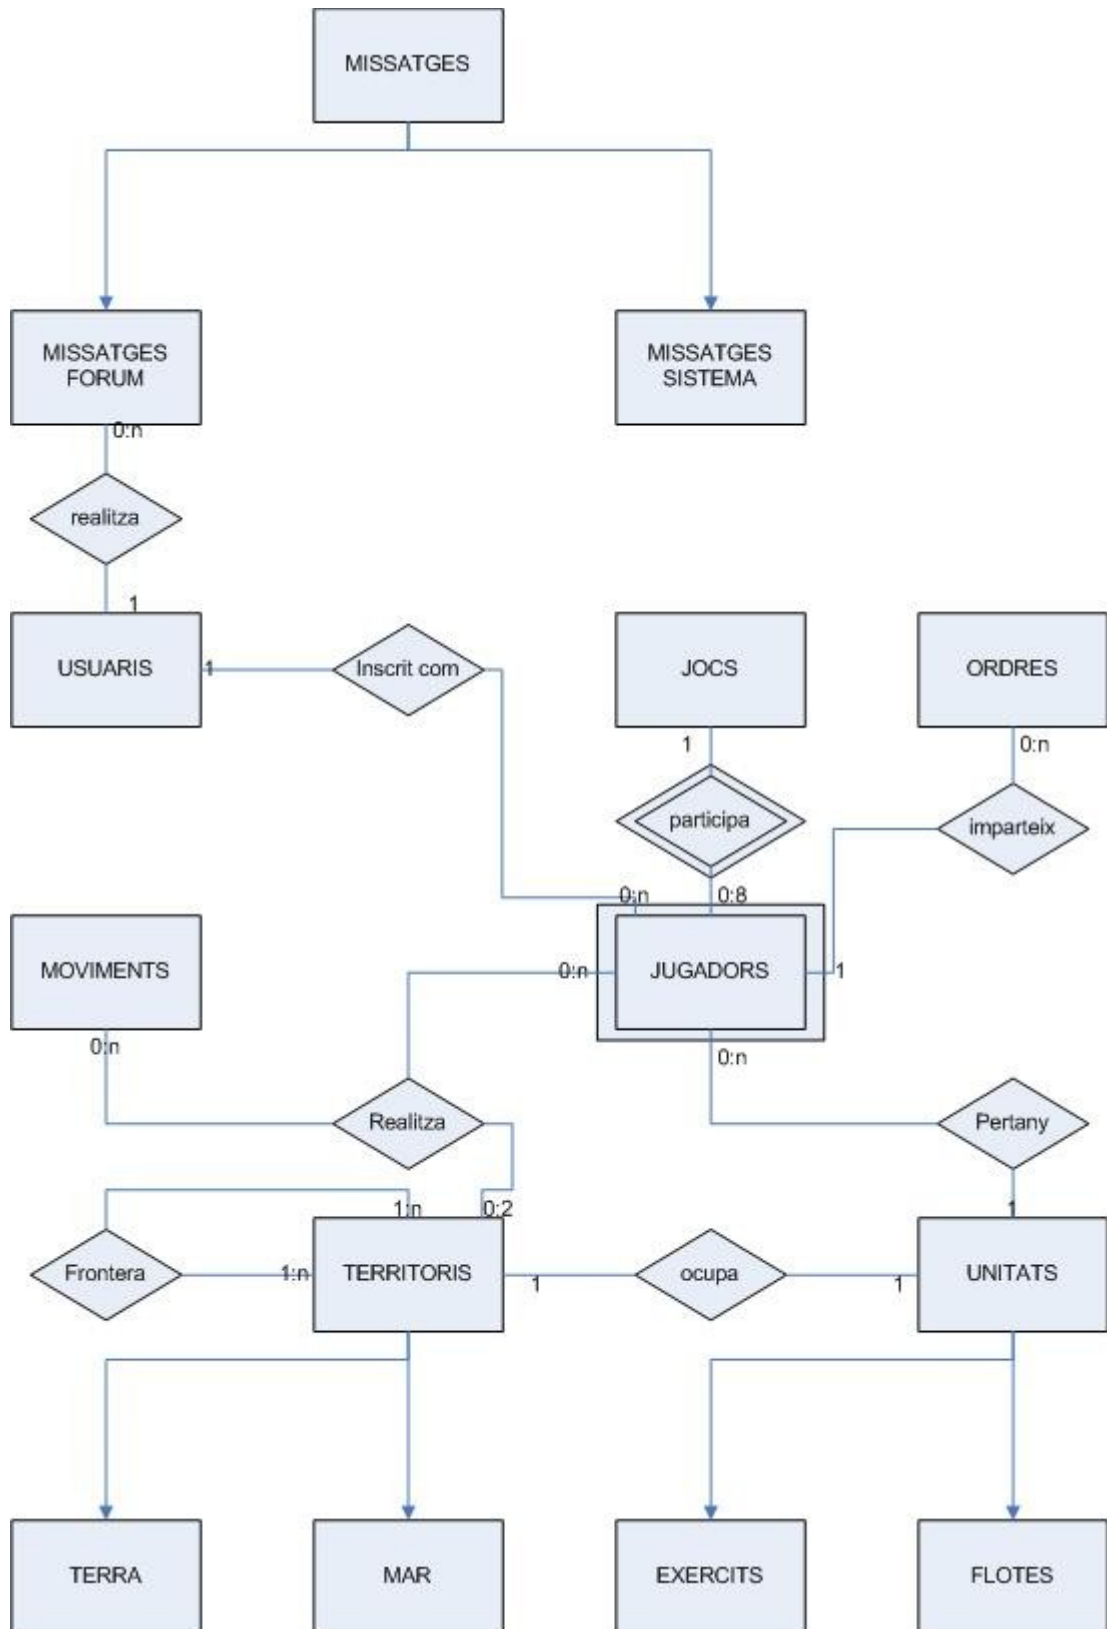 MISSATGES
MISSATGES
FORUM
MISSATGES
SISTEMA
0:n
realitza
1
USUARIS
1
Inscrit com
JOCS
ORDRES
1
0:n
participa
imparteix
0:n
0:8
MOVIMENTS
0:n
JUGADORS
1
0:n
0:n
Realitza
Pertany
1:n
0:2
1
Frontera
1:n
TERRITORIS
1
ocupa
1
UNITATS
TERRA
MAR
EXERCITS
FLOTES